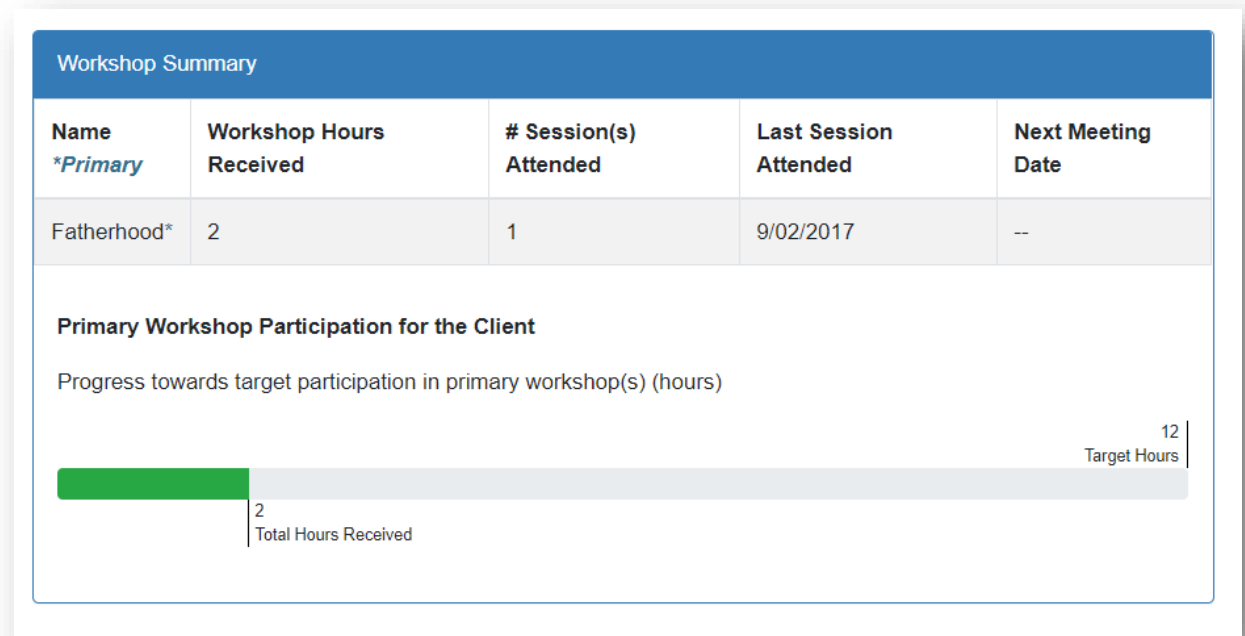 Workshop Summary
Name Workshop Hours # Session(s) Last Session Next Meeting
*Primary Received Attended Attended Date
Fatherhood* 2 1 9/02/2017 --
Primary Workshop Participation for the Client
Progress towards target participation in primary workshop(s) (hours)
12
Target Hours
2
Total Hours Received